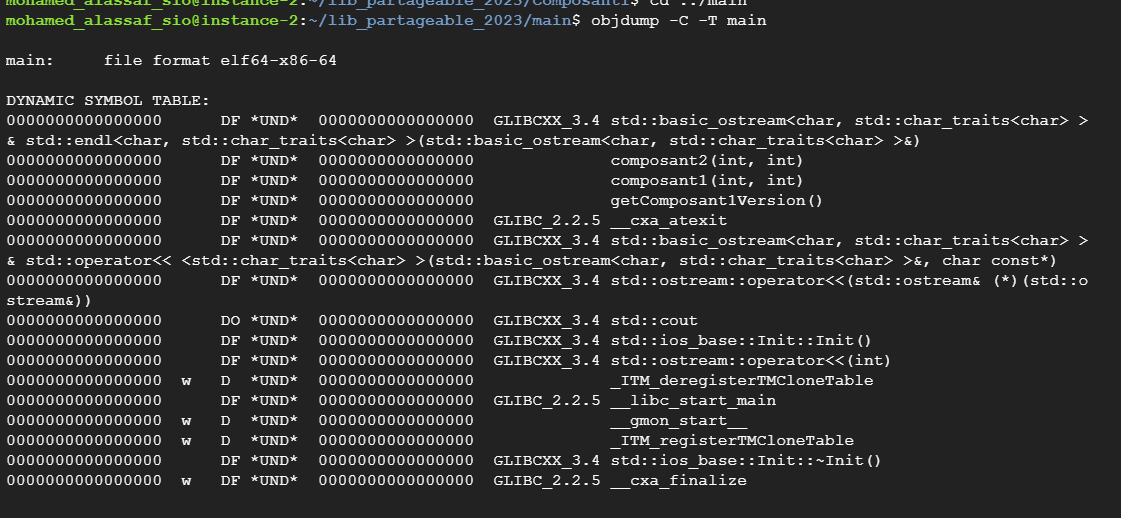 mohamed_alassaf_sio@instance-2:~/lib_partageable_2023/composant1$ cd ../main
mohamed_alassaf_sio@instance-2:~/lib_partageable_2023/main$ objdump -C -T main
main:     file format elf64-x86-64
DYNAMIC SYMBOL TABLE:
0000000000000000      DF *UND*  0000000000000000  GLIBCXX_3.4 std::basic_ostream<char, std::char_traits<char> >
& std::endl<char, std::char_traits<char> >(std::basic_ostream<char, std::char_traits<char> >&)
0000000000000000      DF *UND*  0000000000000000              composant2(int, int)
0000000000000000      DF *UND*  0000000000000000              composant1(int, int)
0000000000000000      DF *UND*  0000000000000000              getComposant1Version()
0000000000000000      DF *UND*  0000000000000000  GLIBC_2.2.5 __cxa_atexit
0000000000000000      DF *UND*  0000000000000000  GLIBCXX_3.4 std::basic_ostream<char, std::char_traits<char> >
& std::operator<< <std::char_traits<char> >(std::basic_ostream<char, std::char_traits<char> >&, char const*)
0000000000000000      DF *UND*  0000000000000000  GLIBCXX_3.4 std::ostream::operator<<(std::ostream& (*)(std::o
stream&))
0000000000000000      DO *UND*  0000000000000000  GLIBCXX_3.4 std::cout
0000000000000000      DF *UND*  0000000000000000  GLIBCXX_3.4 std::ios_base::Init::Init()
0000000000000000      DF *UND*  0000000000000000  GLIBCXX_3.4 std::ostream::operator<<(int)
0000000000000000  w   D  *UND*  0000000000000000              _ITM_deregisterTMCloneTable
0000000000000000      DF *UND*  0000000000000000  GLIBC_2.2.5 __libc_start_main
0000000000000000  w   D  *UND*  0000000000000000              __gmon_start__
0000000000000000  w   D  *UND*  0000000000000000              _ITM_registerTMCloneTable
0000000000000000      DF *UND*  0000000000000000  GLIBCXX_3.4 std::ios_base::Init::~Init()
0000000000000000  w   DF *UND*  0000000000000000  GLIBC_2.2.5 __cxa_finalize